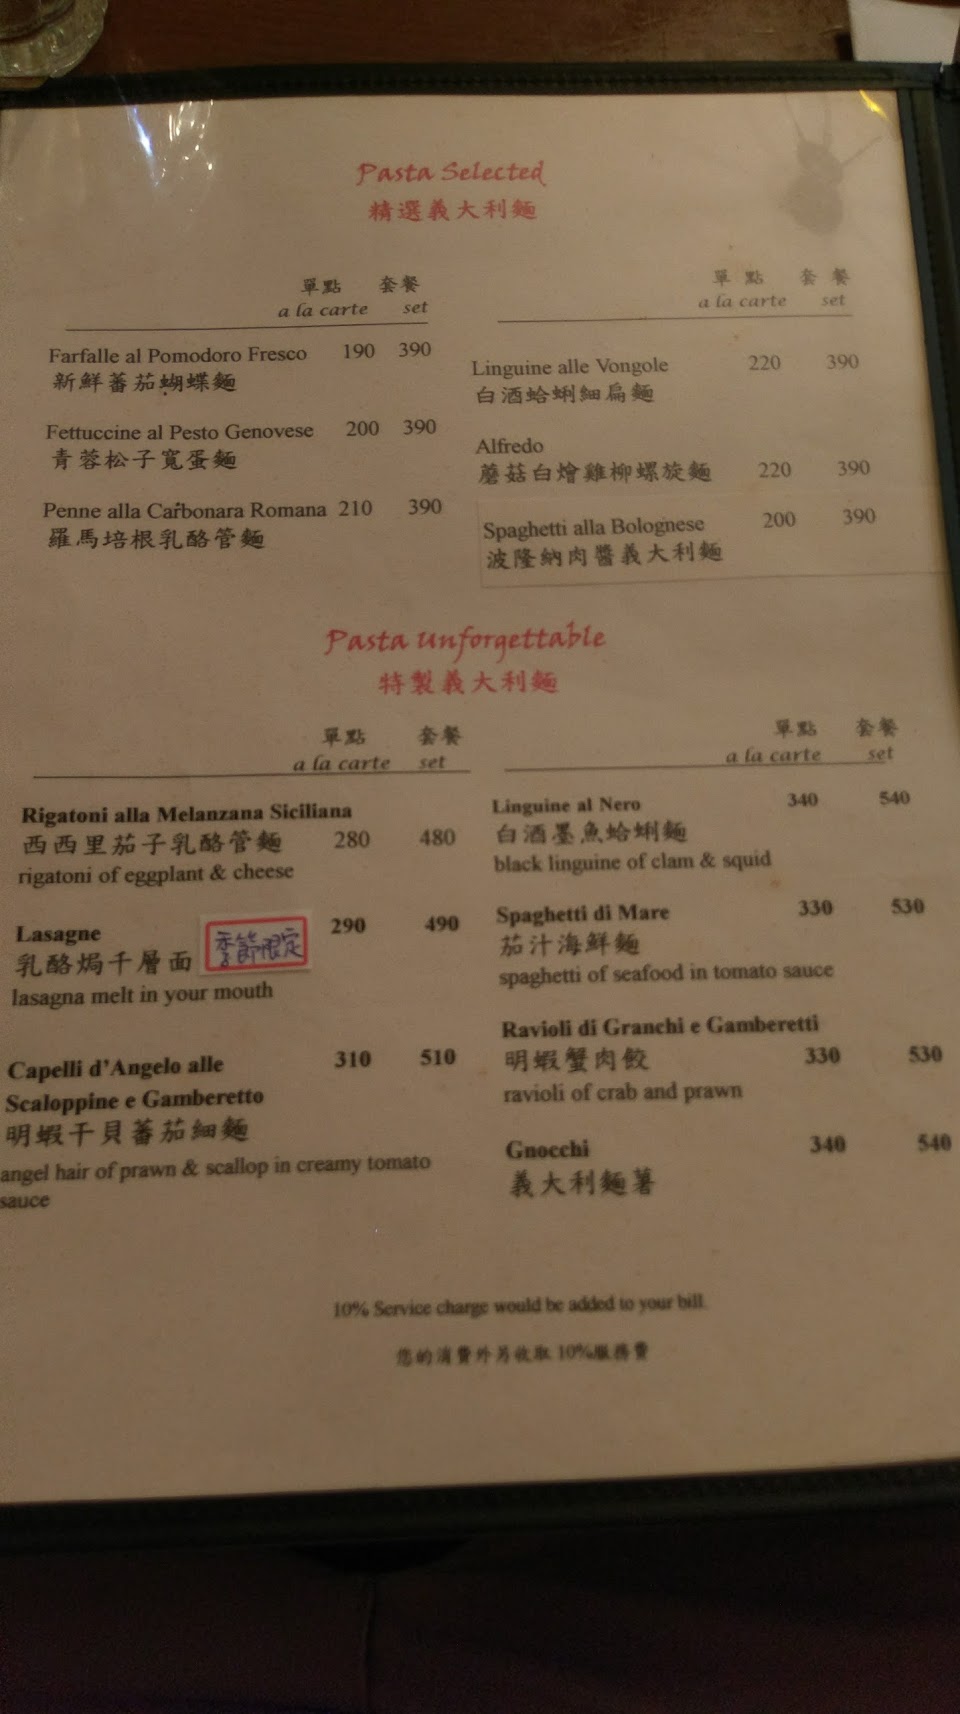 Pasta Selected
精選義大利麵
單點 套餐
a la carte set
Farfalle al Pomodoro Fresco 190 390
新鮮蕃茄蝴蝶麵
Fettuccine al Pesto Genovese 200 390
青蓉松子寬蛋麵
Penne alla Carbonara Romana 210 390
羅馬培根乳酪管麵
單點 套餐
a la carte set
Linguine alle Vongole 220 390
白酒蛤蜊細扁麵
Alfredo
蘑菇白燴雞柳螺旋麵 220 390
Spaghetti alla Bolognese 200 390
波隆納肉醬義大利麵
Pasta Unforgettable
特製義大利麵
單點 套餐
a la carte set
Rigatoni alla Melanzana Siciliana
西西里茄子乳酪管麵 280 480
rigatoni of eggplant & cheese
Lasagne 290 490
乳酪焗千層面 季節限定
lasagna melt in your mouth
Capelli d'Angelo alle 310 510
Scaloppine e Gamberetto
明蝦干貝蕃茄細麵
angel hair of prawn & scallop in creamy tomato
sauce
單點 套餐
a la carte set
Linguine al Nero 340 540
白酒墨魚蛤蜊麵
black linguine of clam & squid
Spaghetti di Mare 330 530
茄汁海鮮麵
spaghetti of seafood in tomato sauce
Ravioli di Granchi e Gamberetti
明蝦蟹肉餃 330 530
ravioli of crab and prawn
Gnocchi 340 540
義大利麵薯
10% Service charge would be added to your bill.
您的消費外另收取 10%服務費